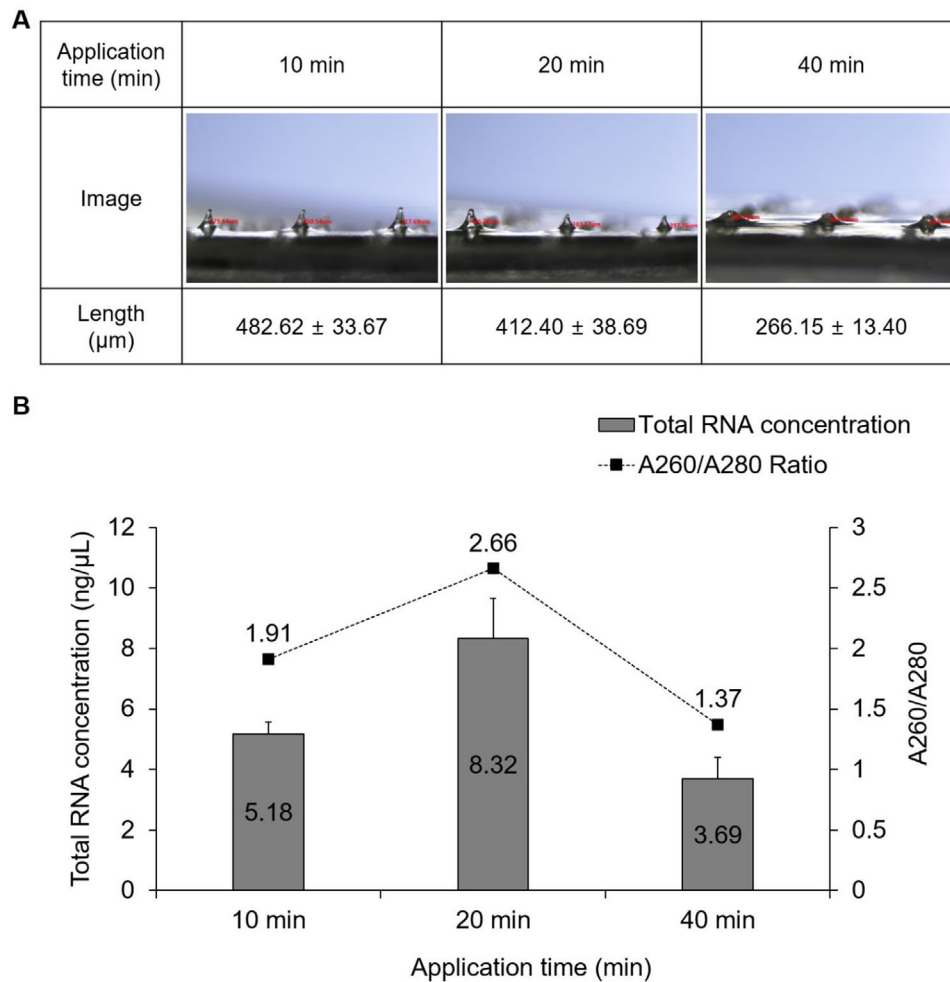 A
Application time (min)
10 min
20 min
40 min
Image
Length (µm)
482.62 ± 33.67
412.40 ± 38.69
266.15 ± 13.40
B
Total RNA concentration
A260/A280 Ratio
Total RNA concentration (ng/µL)
12
10
8
6
4
2
0
1.91
2.66
1.37
5.18
8.32
3.69
3
2.5
2
1.5
1
0.5
0
A260/A280
10 min
20 min
40 min
Application time (min)